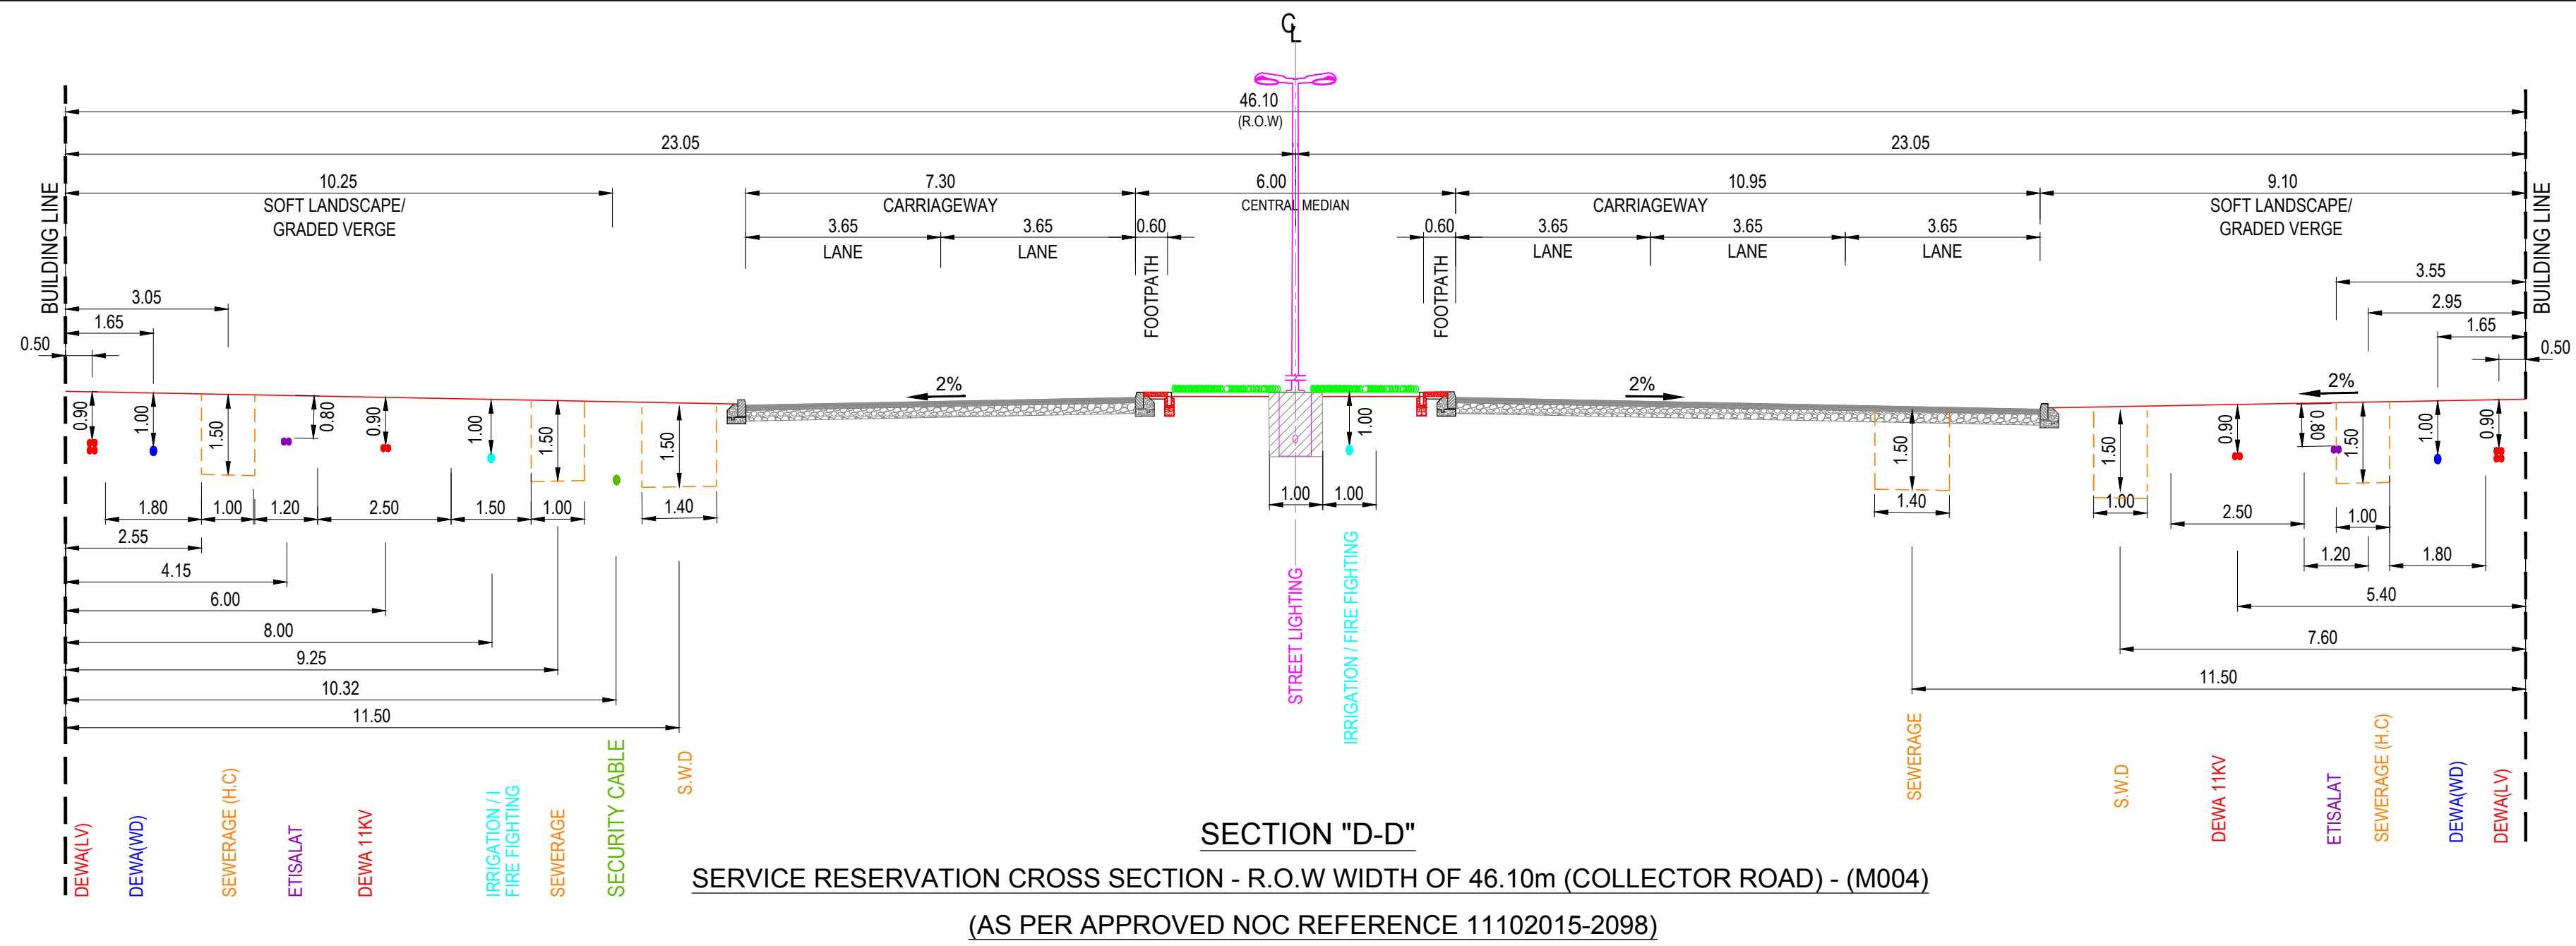 CL
46.10
(R.O.W)
23.05
23.05
10.25
SOFT LANDSCAPE/
GRADED VERGE
7.30
CARRIAGEWAY
6.00
CENTRAL MEDIAN
10.95
CARRIAGEWAY
9.10
SOFT LANDSCAPE/
GRADED VERGE
BUILDING LINE
BUILDING LINE
3.65
LANE
3.65
LANE
0.60
0.60
3.65
LANE
3.65
LANE
3.65
LANE
FOOTPATH
FOOTPATH
3.05
1.65
0.50
3.55
2.95
1.65
0.50
2%
2%
2%
0.90
1.00
1.50
0.80
0.90
1.00
1.50
1.50
1.00
1.50
1.50
0.90
0.80
1.50
1.00
0.90
1.80
1.00
1.20
2.50
1.50
1.00
1.40
1.00
1.00
1.40
1.00
2.50
1.00
1.20
1.80
2.55
4.15
6.00
8.00
9.25
10.32
11.50
5.40
7.60
11.50
DEWA(LV)
DEWA(WD)
SEWERAGE (H.C)
ETISALAT
DEWA 11KV
IRRIGATION / I
FIRE FIGHTING
SEWERAGE
SECURITY CABLE
S.W.D
STREET LIGHTING
IRRIGATION / FIRE FIGHTING
SEWERAGE
S.W.D
DEWA 11KV
ETISALAT
SEWERAGE (H.C)
DEWA(WD)
DEWA(LV)
SECTION "D-D"
SERVICE RESERVATION CROSS SECTION - R.O.W WIDTH OF 46.10m (COLLECTOR ROAD) - (M004)
(AS PER APPROVED NOC REFERENCE 11102015-2098)